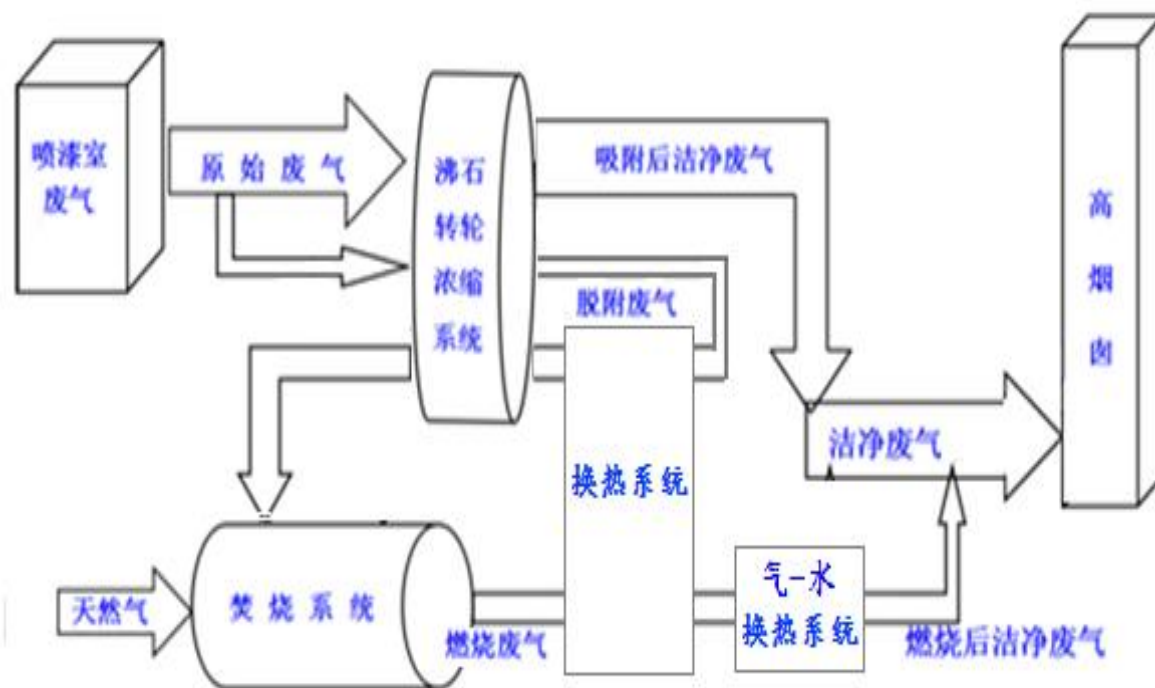 喷漆室
废气
原始废气
沸石
转轮
浓缩
系统
吸附后洁净废气
脱附废气
高
烟
囱
洁净废气
换热系统
天然气
焚烧系统
燃烧废气
气-水
换热系统
燃烧后洁净废气